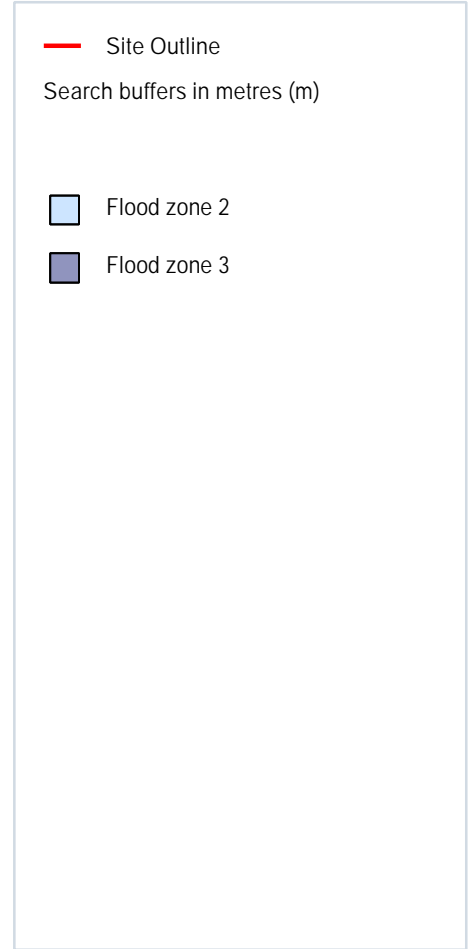 Site Outline
Search buffers in metres (m)
Flood zone 2
Flood zone 3